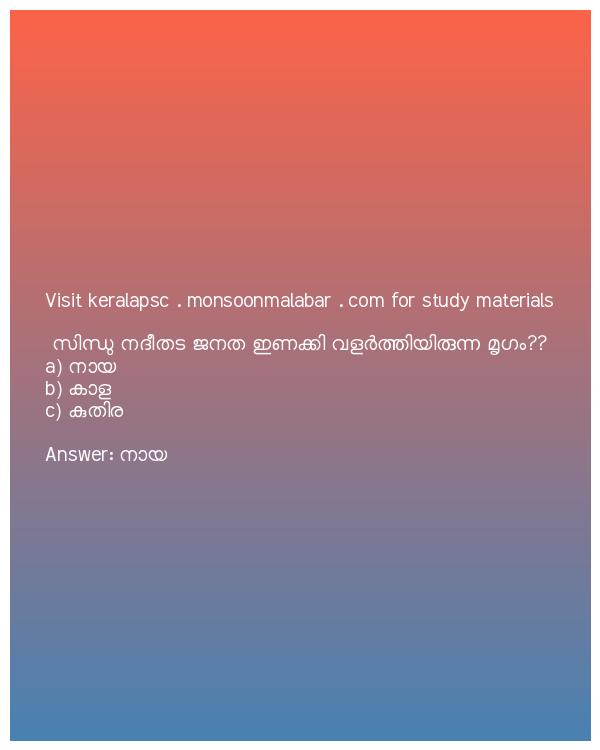 Visit keralapsc . monsoonmalabar . com for study materials
സിന്ധു നദീതട ജനത ഇണക്കി വളർത്തിയിരുന്ന മൃഗം??
a) നായ
b) കാള
c) കുതിര
Answer: നായ